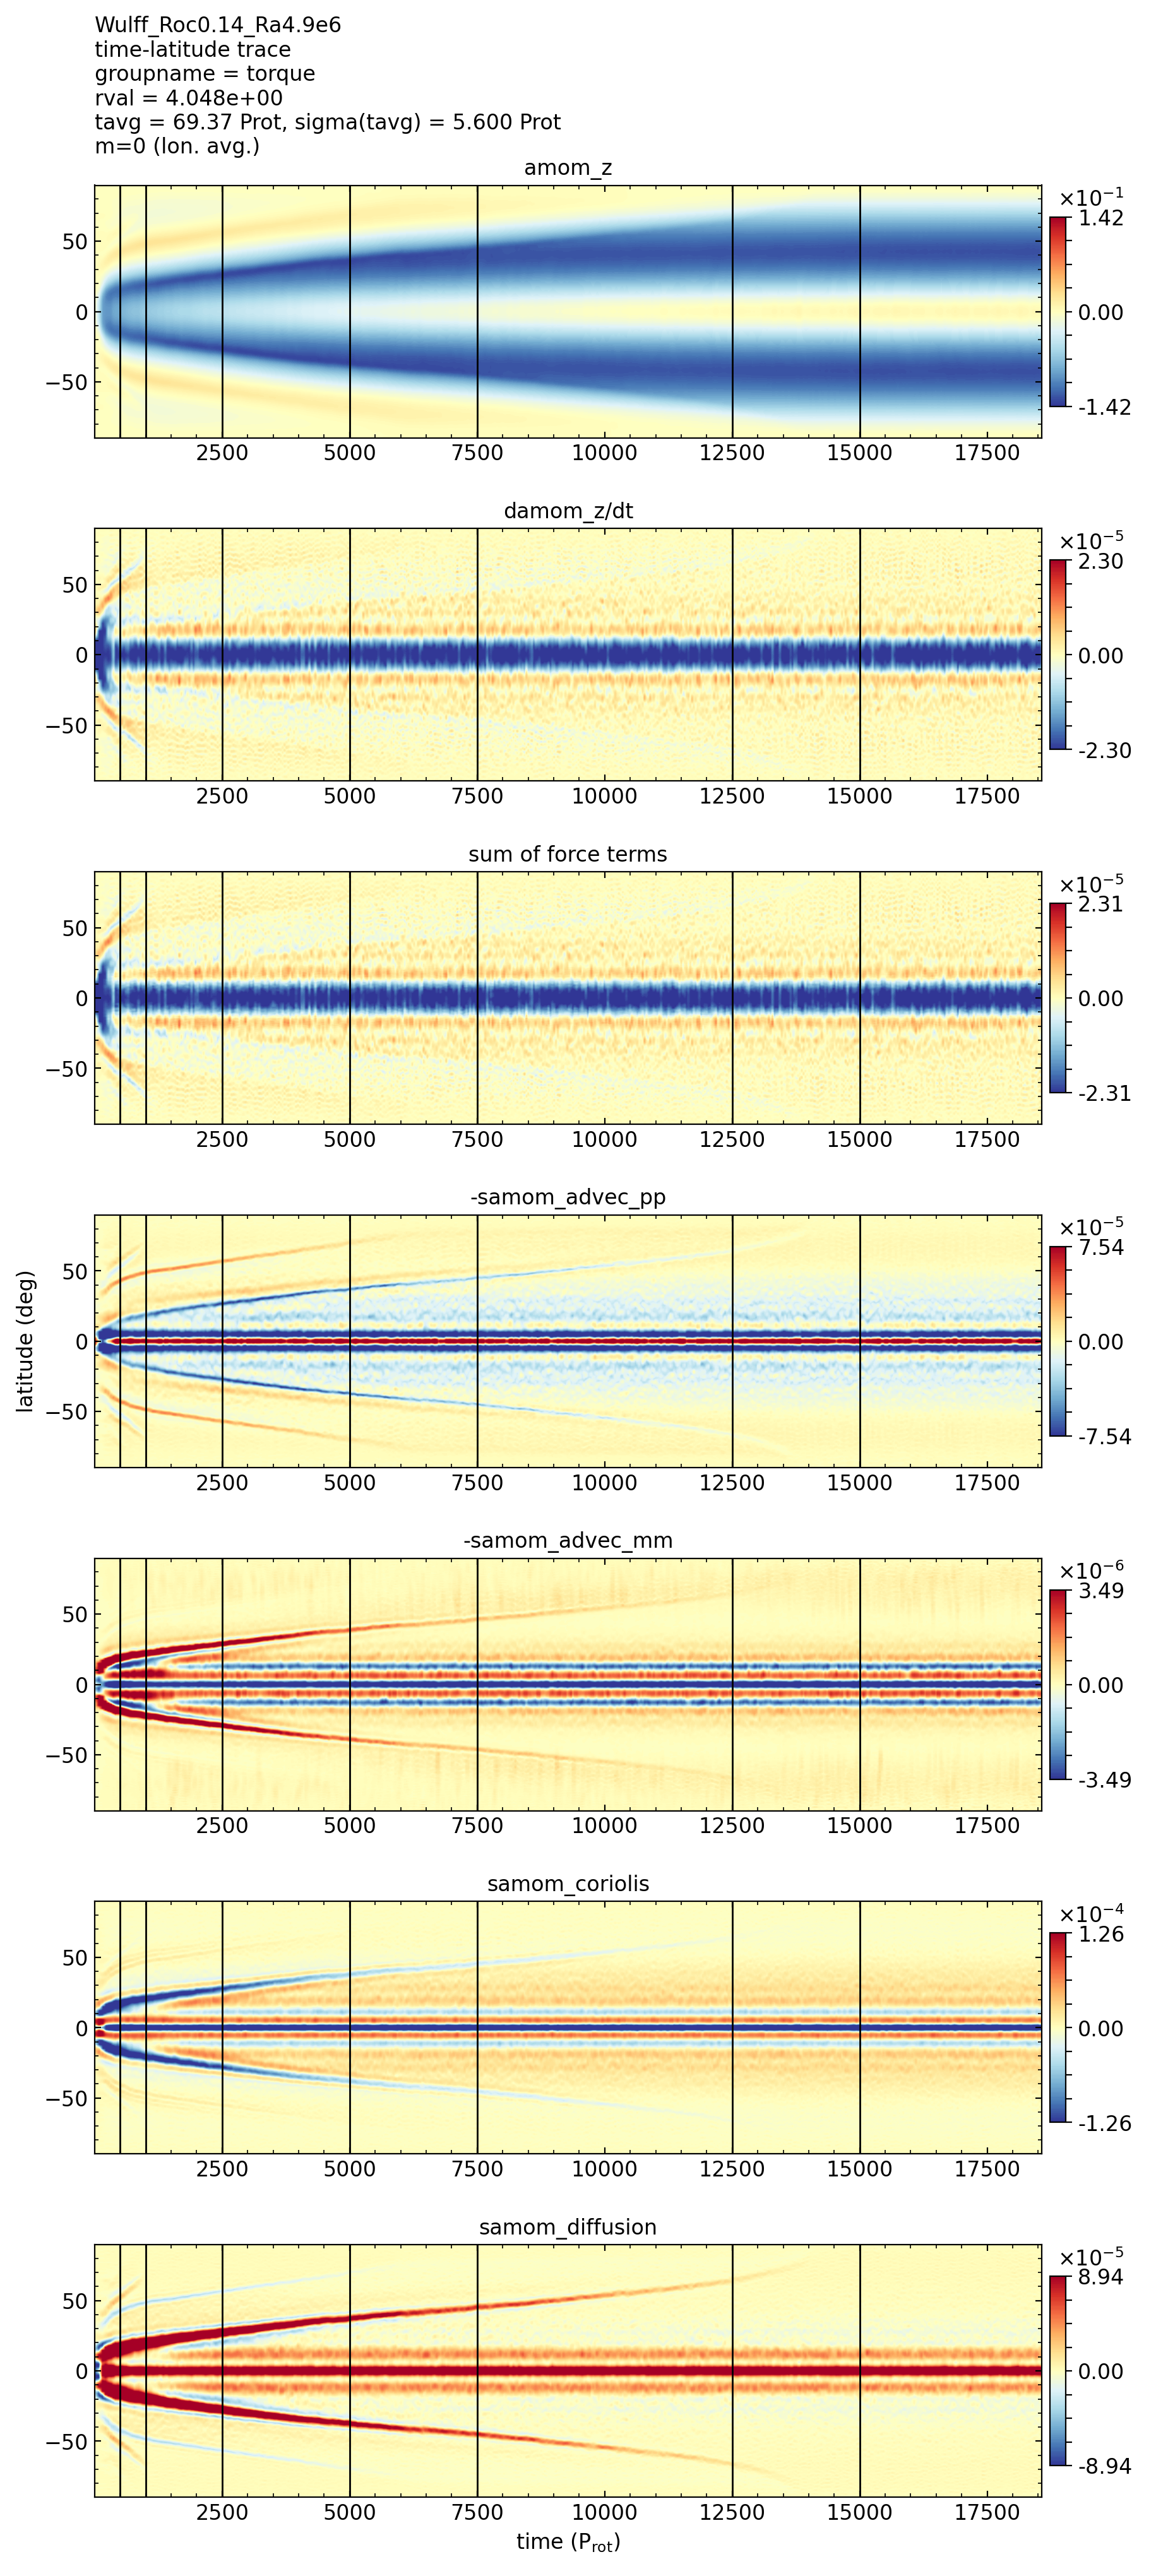 Wulff_Roc0.14_Ra4.9e6
time-latitude trace
groupname = torque
rval = 4.048e+00
tavg = 69.37 Prot, sigma(tavg) = 5.600 Prot
m=0 (lon. avg.)
amom_z
×10⁻¹
1.42
0.00
-1.42
50
0
−50
2500 5000 7500 10000 12500 15000 17500
damom_z/dt
×10⁻⁵
2.30
0.00
-2.30
50
0
−50
2500 5000 7500 10000 12500 15000 17500
sum of force terms
×10⁻⁵
2.31
0.00
-2.31
50
0
−50
2500 5000 7500 10000 12500 15000 17500
-samom_advec_pp
×10⁻⁵
7.54
0.00
-7.54
50
0
−50
latitude (deg)
2500 5000 7500 10000 12500 15000 17500
-samom_advec_mm
×10⁻⁶
3.49
0.00
-3.49
50
0
−50
2500 5000 7500 10000 12500 15000 17500
samom_coriolis
×10⁻⁴
1.26
0.00
-1.26
50
0
−50
2500 5000 7500 10000 12500 15000 17500
samom_diffusion
×10⁻⁵
8.94
0.00
-8.94
50
0
−50
2500 5000 7500 10000 12500 15000 17500
time (P_rot)